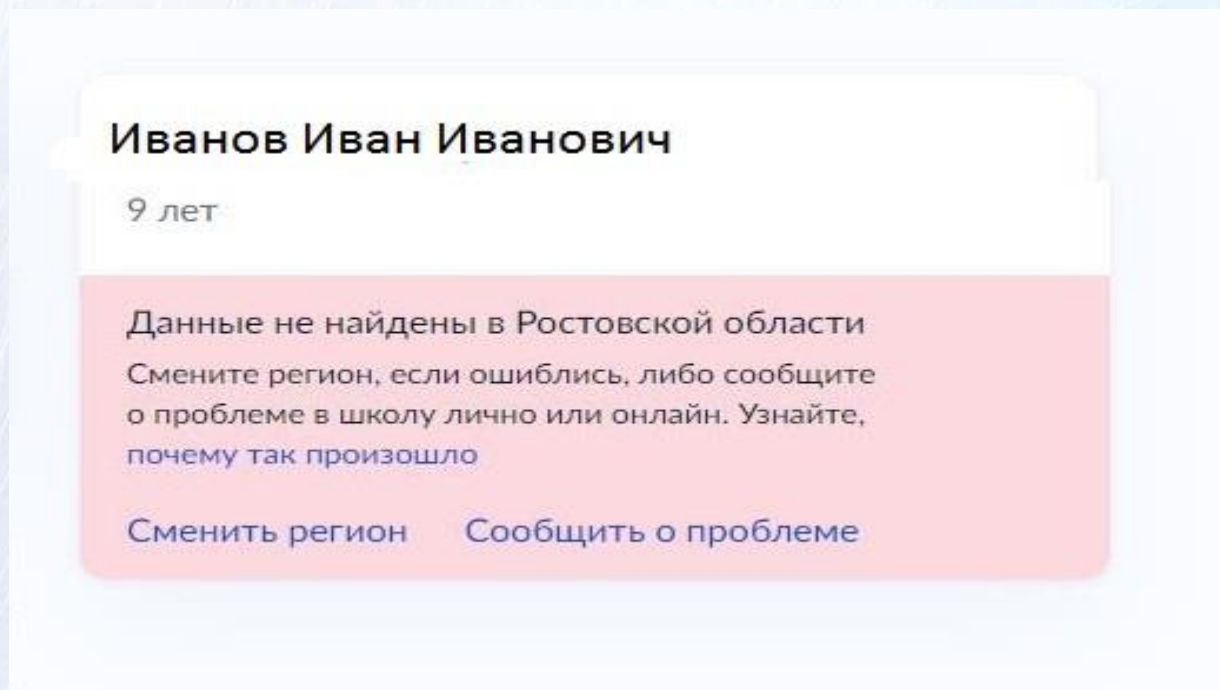 Иванов Иван Иванович
9 лет
Данные не найдены в Ростовской области
Смените регион, если ошиблись, либо сообщите
о проблеме в школу лично или онлайн. Узнайте,
почему так произошло
Сменить регион Сообщить о проблеме